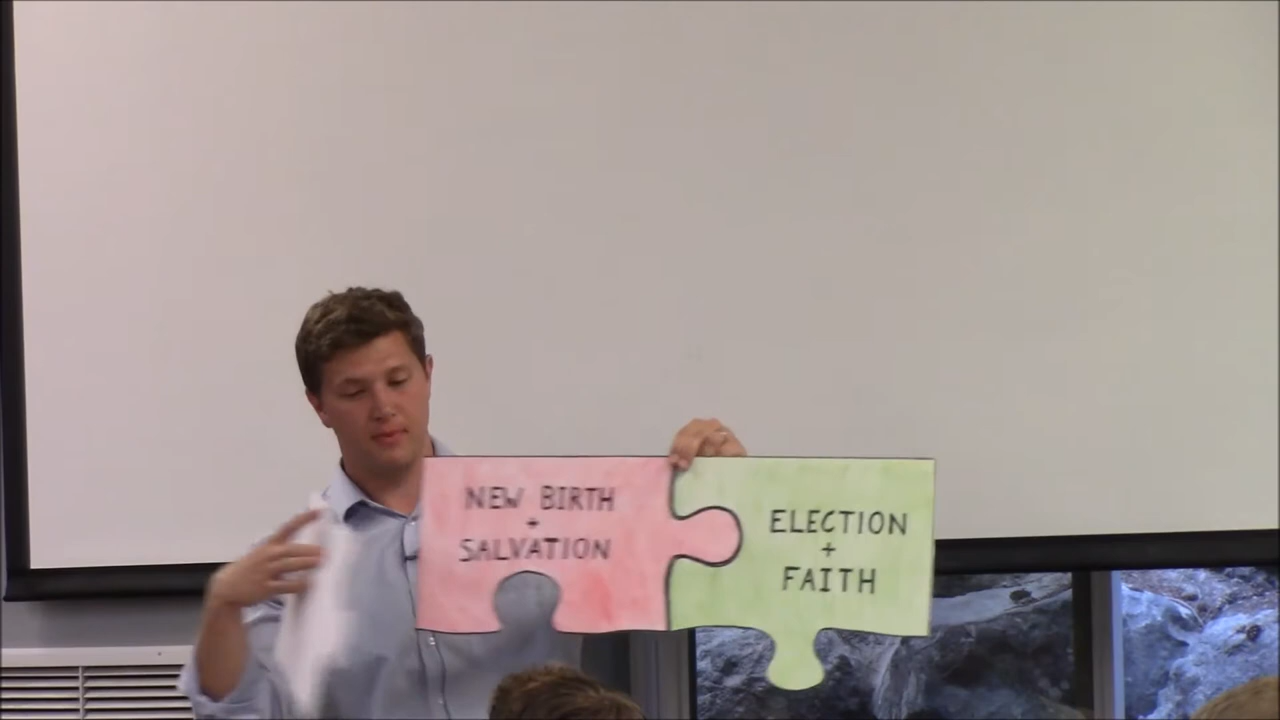 NEW BIRTH
+
SALVATION
ELECTION
+
FAITH